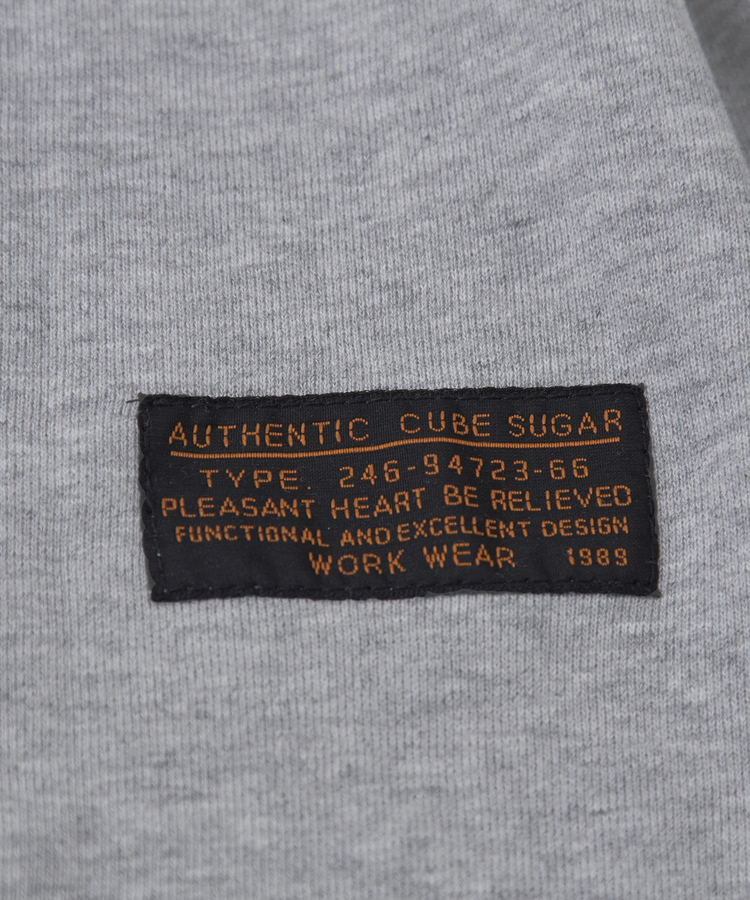 AUTHENTIC CUBE SUGAR
TYPE. 246-94723-66
PLEASANT HEART BE RELIEVED
FUNCTIONAL AND EXCELLENT DESIGN
WORK WEAR 1989